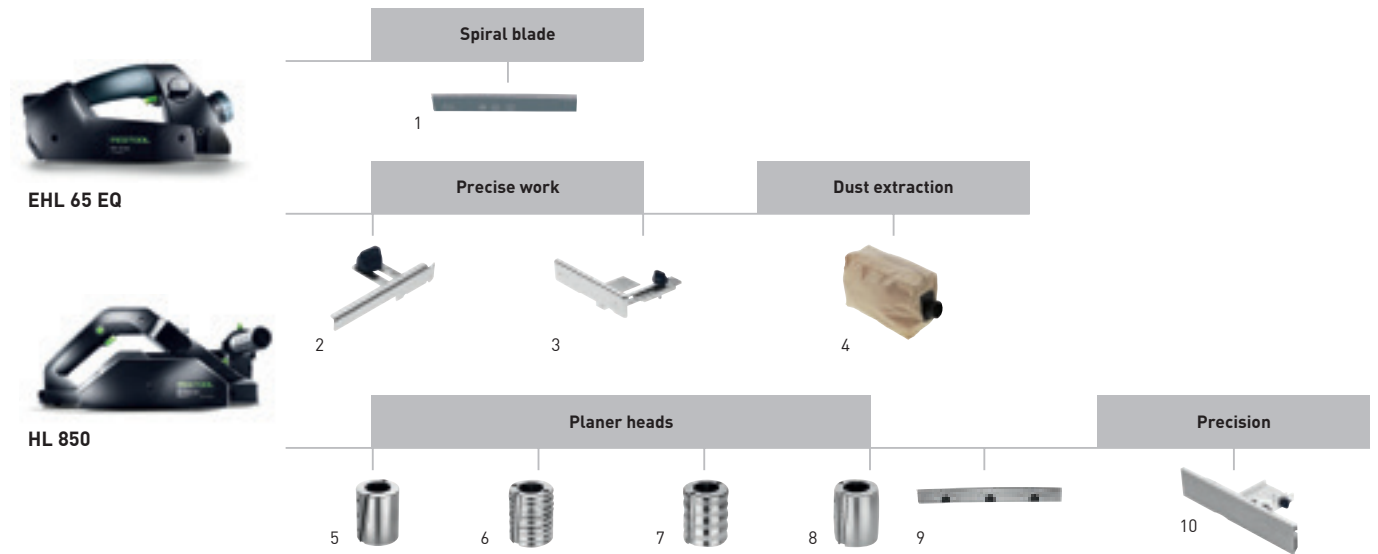 Spiral blade
1
EHL 65 EQ
Precise work
Dust extraction
2
3
4
HL 850
Planer heads
Precision
5
6
7
8
9
10